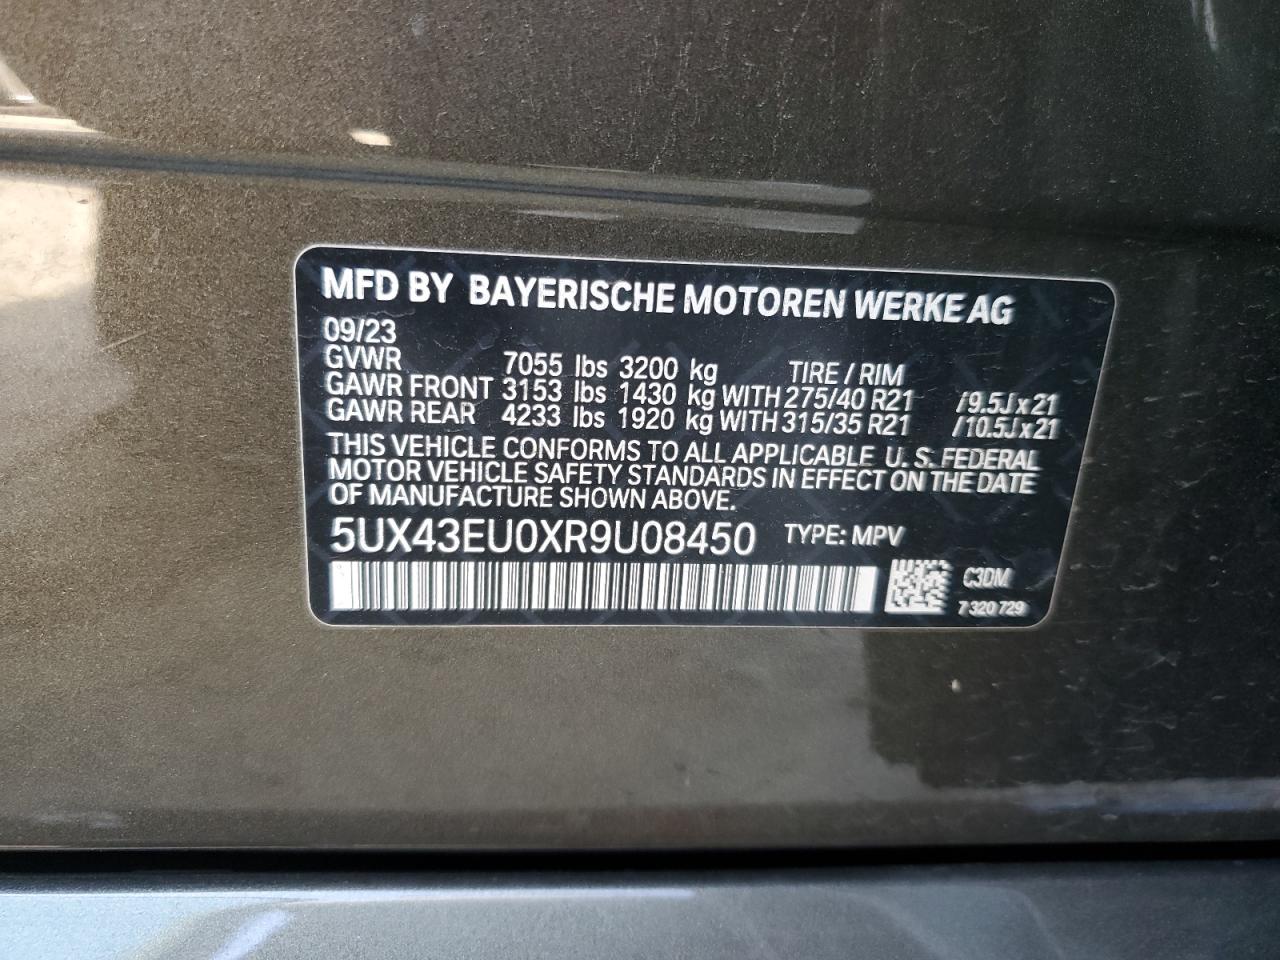 MFD BY BAYERISCHE MOTOREN WERKE AG
09/23
GVWR 7055 lbs 3200 kg TIRE / RIM
GAWR FRONT 3153 lbs 1430 kg WITH 275/40 R21 / 9.5J x 21
GAWR REAR 4233 lbs 1920 kg WITH 315/35 R21 / 10.5J x 21
THIS VEHICLE CONFORMS TO ALL APPLICABLE U. S. FEDERAL
MOTOR VEHICLE SAFETY STANDARDS IN EFFECT ON THE DATE
OF MANUFACTURE SHOWN ABOVE.
5UX43EU0XR9U08450 TYPE: MPV
C3DM
7 320 729